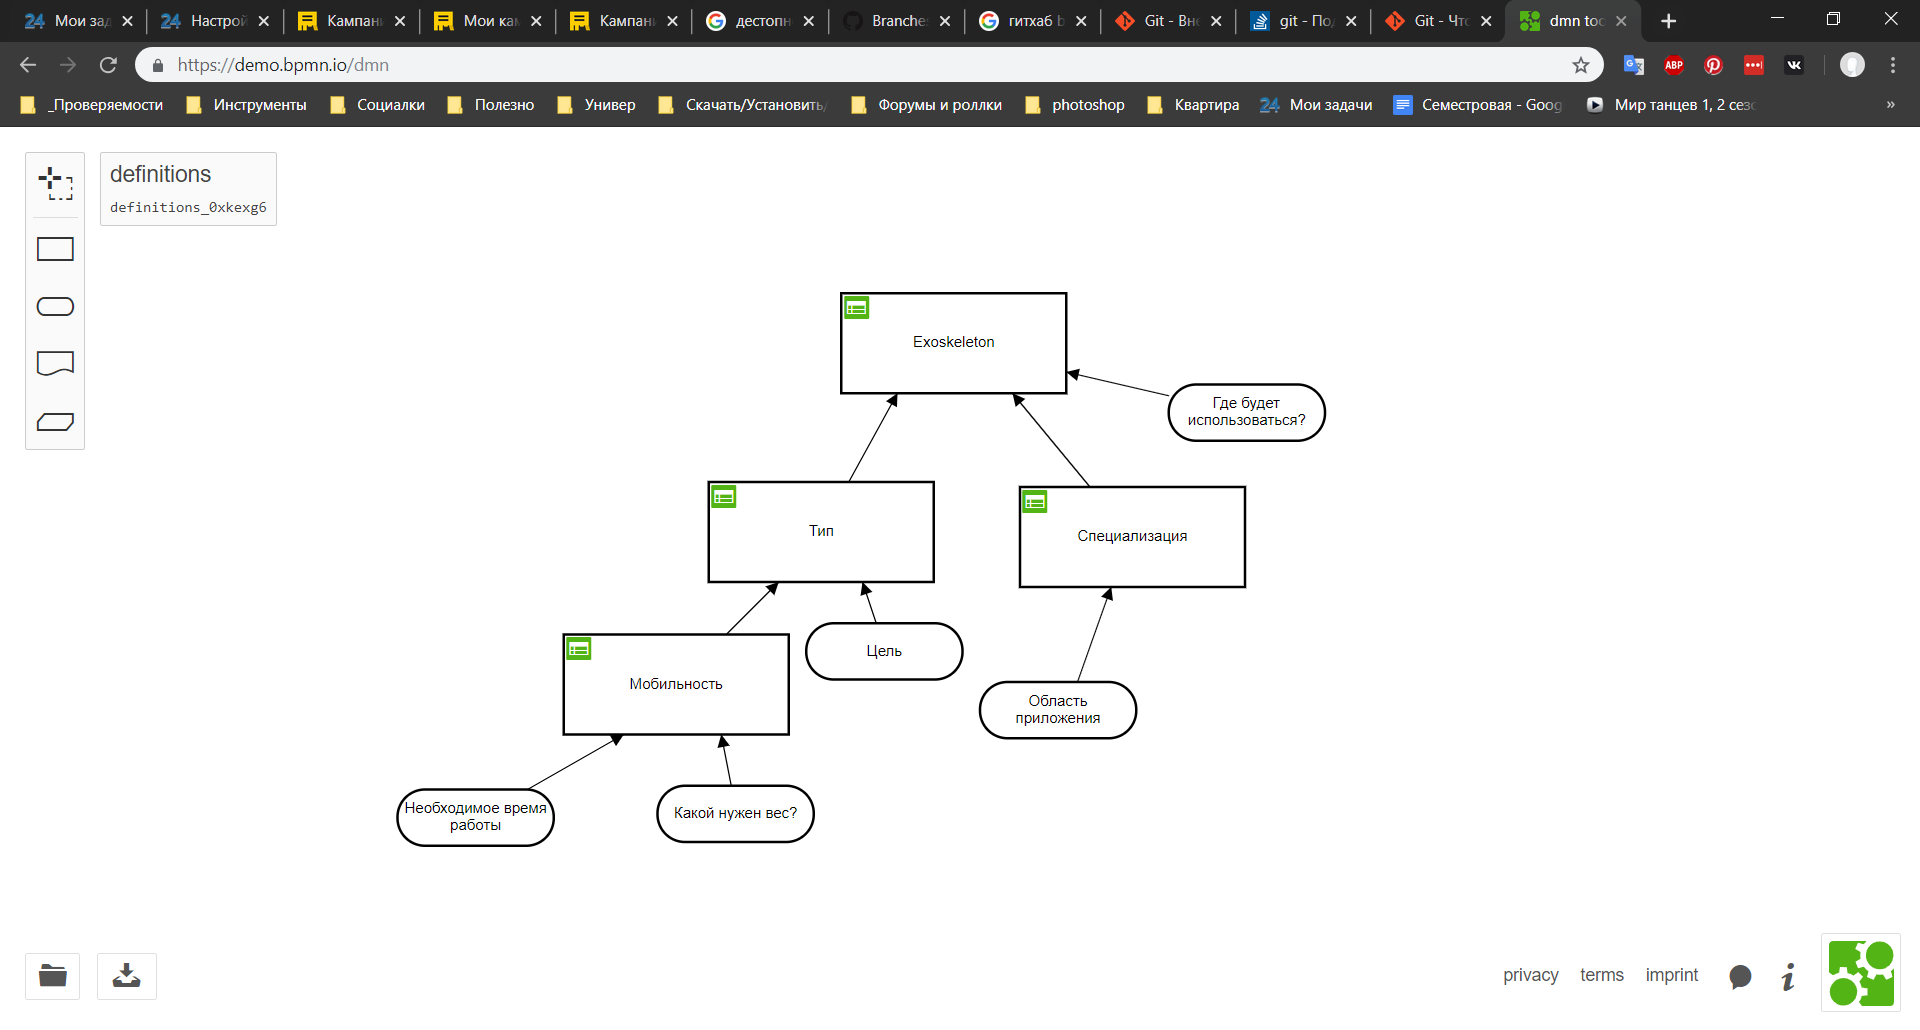 Мои зад
Настрой
Кампани
Мои кам
Кампани
дестопн
Branches
гитхаб b
Git - Вне
git - По
Git - Что
dmn too
https://demo.bpmn.io/dmn
_Проверяемости
Инструменты
Социалки
Полезно
Универ
Скачать/Установить/
Форумы и роллки
photoshop
Квартира
24 Мои задачи
Семестровая - Goog
Мир танцев 1, 2 сез
definitions
definitions_0xkexg6
Exoskeleton
Где будет
использоваться?
Тип
Специализация
Цель
Мобильность
Область
приложения
Необходимое время
работы
Какой нужен вес?
privacy
terms
imprint